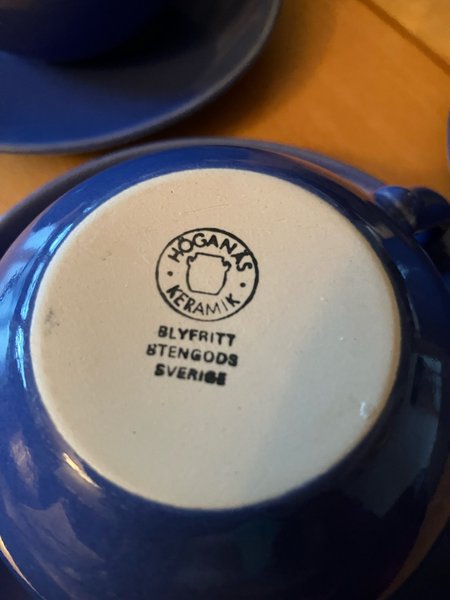 HÖGANÄS
KERAMIK
BLYFRITT
STENGODS
SVERIGE